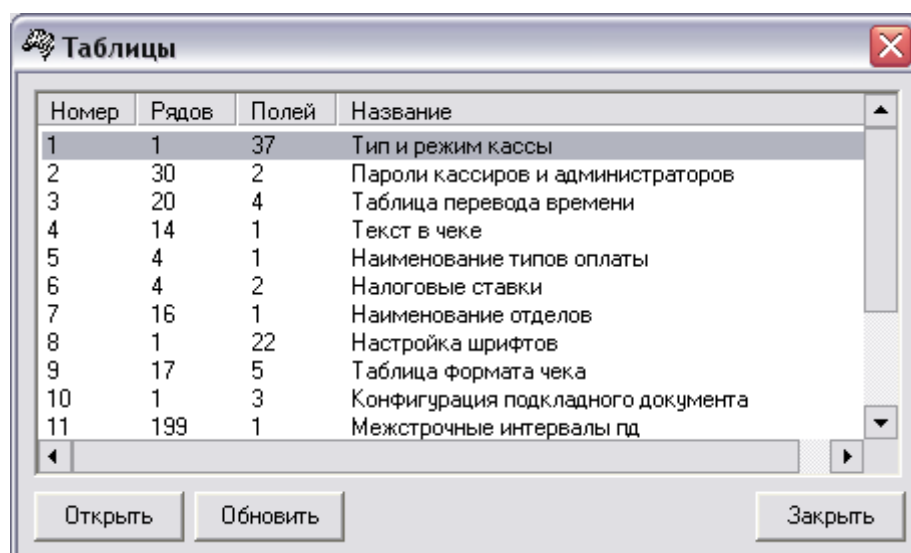 Таблицы
Номер Рядов Полей Название
1 1 37 Тип и режим кассы
2 30 2 Пароли кассиров и администраторов
3 20 4 Таблица перевода времени
4 14 1 Текст в чеке
5 4 1 Наименование типов оплаты
6 4 2 Налоговые ставки
7 16 1 Наименование отделов
8 1 22 Настройка шрифтов
9 17 5 Таблица формата чека
10 1 3 Конфигурация подкладного документа
11 199 1 Межстрочные интервалы пд
Открыть Обновить Закрыть